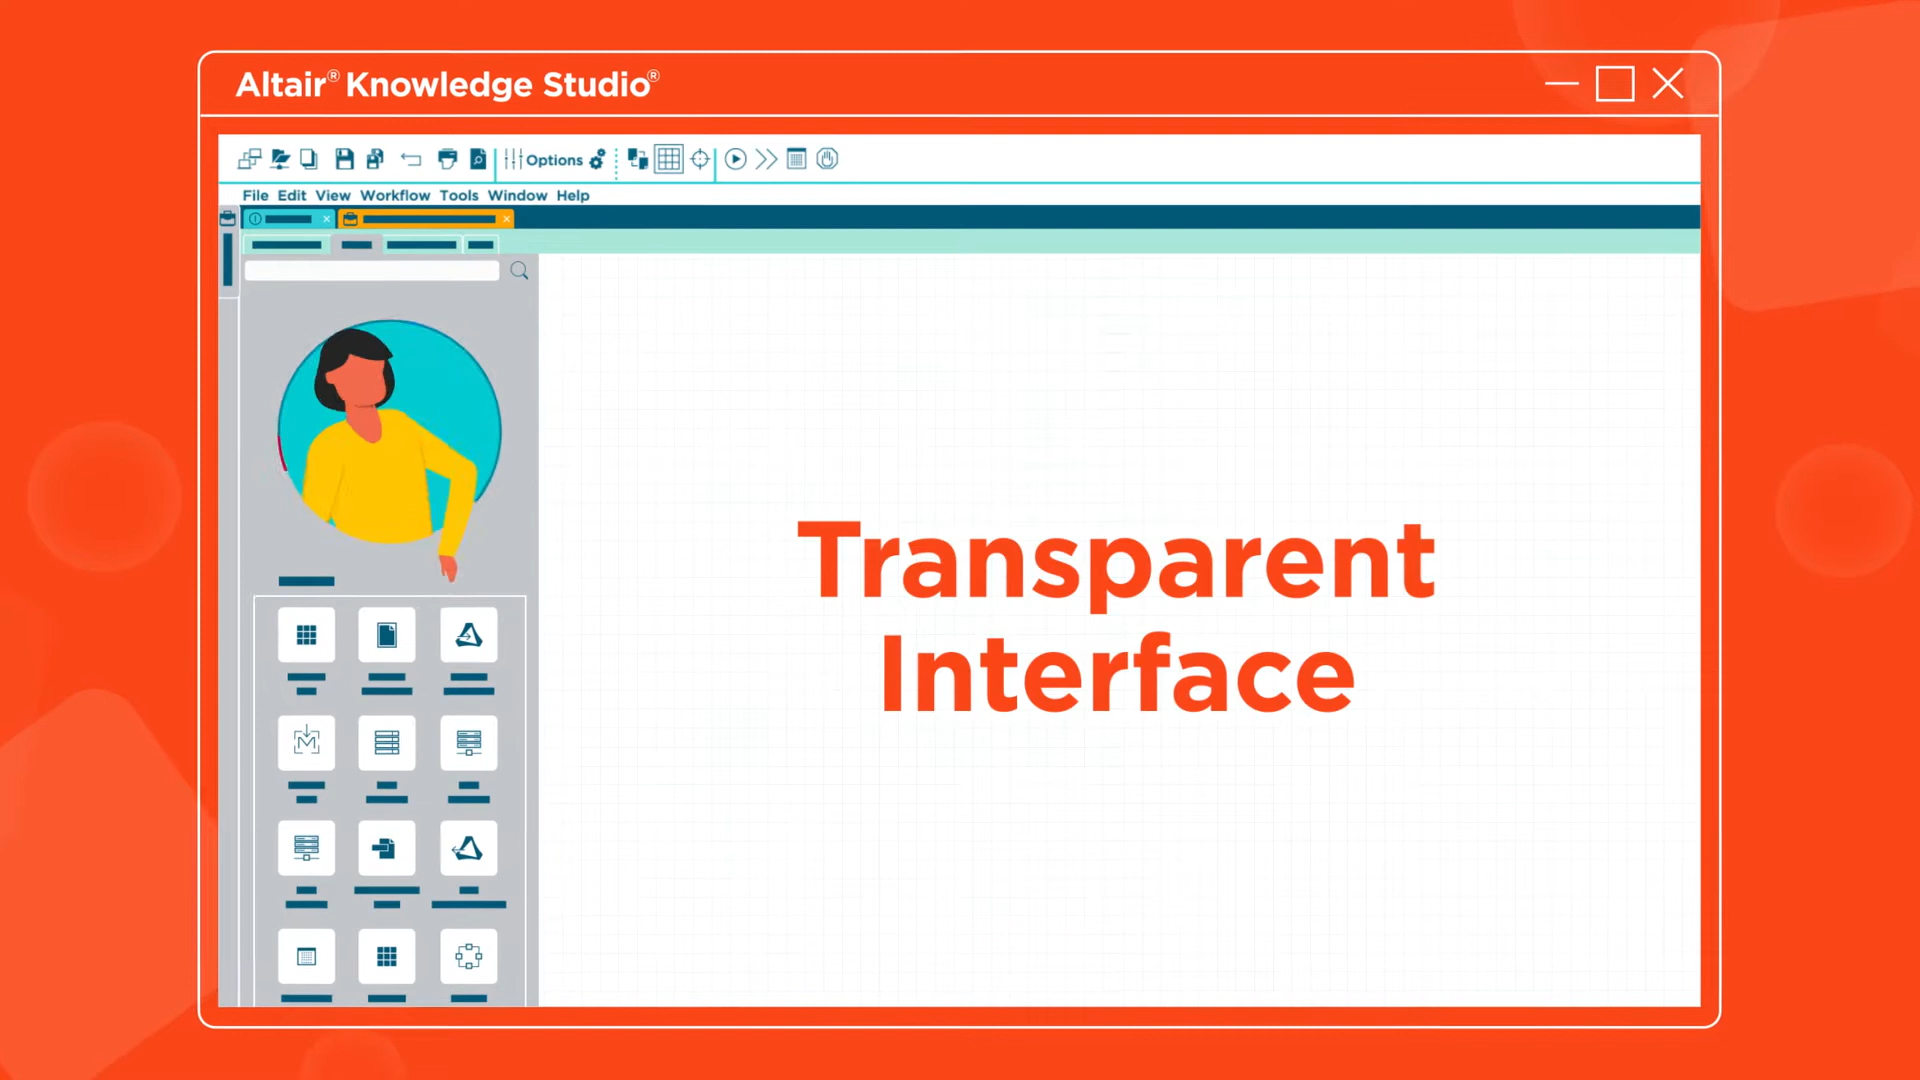 Altair® Knowledge Studio®
Options
File Edit View Workflow Tools Window Help
Transparent
Interface